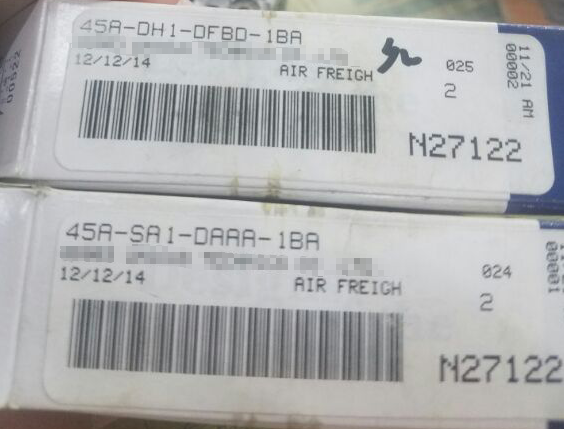 45A-DH1-DFBD-1BA
12/12/14
AIR FREIGH
025
2
N27122
11/21 AM
00002
45A-SA1-DAAA-1BA
12/12/14
AIR FREIGH
024
2
N27122
00001